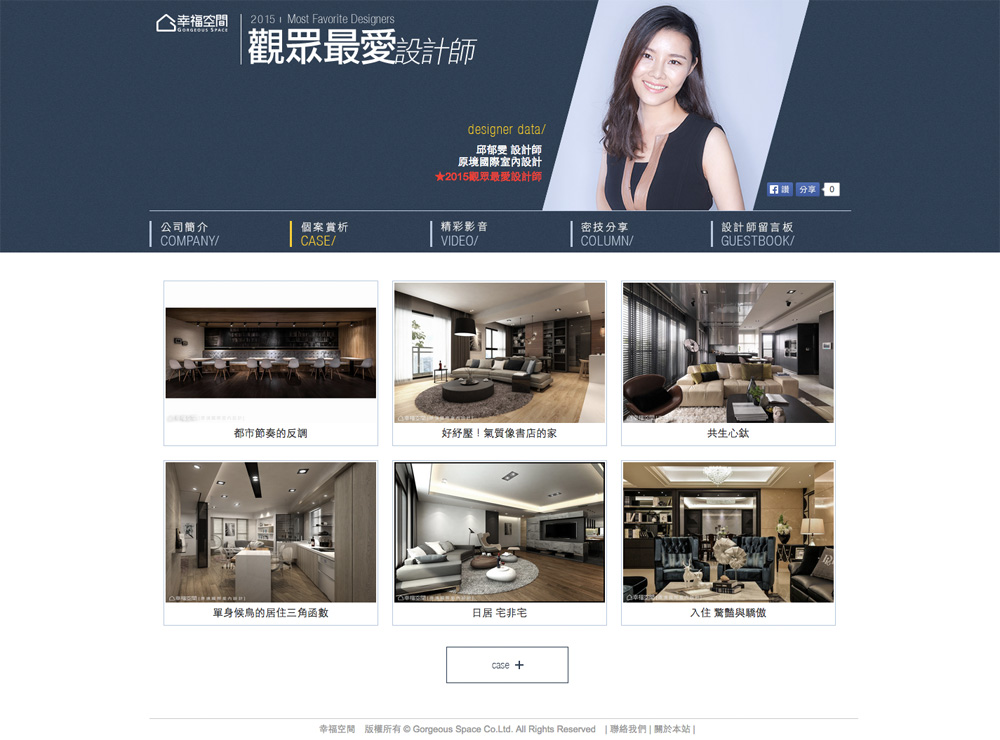 幸福空間
GORGEOUS SPACE
2015 Most Favorite Designers
觀眾最愛設計師
designer data/
邱郁雯 設計師
原境國際室內設計
★2015觀眾最愛設計師
讚 分享 0
公司簡介
COMPANY/
個案賞析
CASE/
精彩影音
VIDEO/
密技分享
COLUMN/
設計師留言板
GUESTBOOK/
都市節奏的反調
好紓壓!氣質像書店的家
共生心鈦
單身候鳥的居住三角函數
日居 宅非宅
入住 驚豔與驕傲
case +
幸福空間 版權所有 © Gorgeous Space Co.Ltd. All Rights Reserved | 聯絡我們 | 關於本站 |